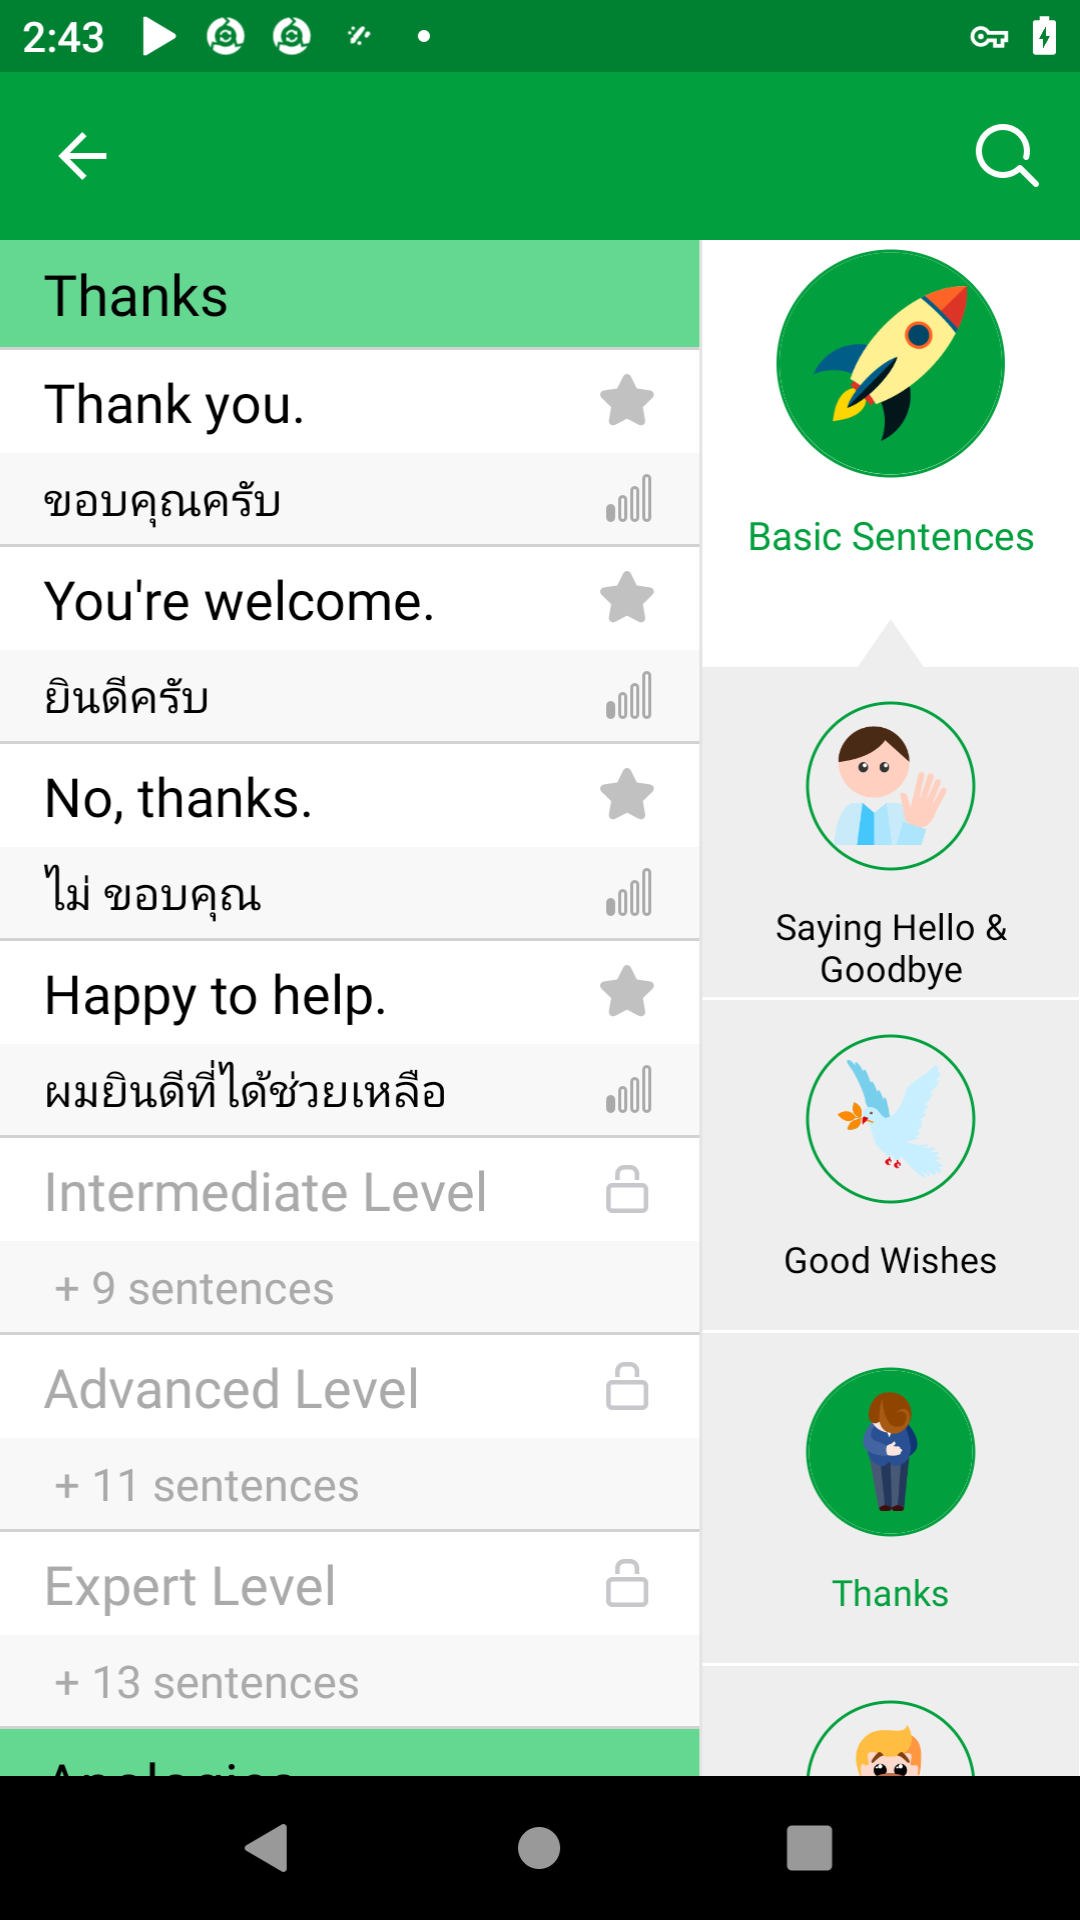 2:43
Thanks
Thank you.
ขอบคุณครับ
You're welcome.
ยินดีครับ
No, thanks.
ไม่ ขอบคุณ
Happy to help.
ผมยินดีที่ได้ช่วยเหลือ
Intermediate Level
+ 9 sentences
Advanced Level
+ 11 sentences
Expert Level
+ 13 sentences
Apologies
Basic Sentences
Saying Hello &
Goodbye
Good Wishes
Thanks